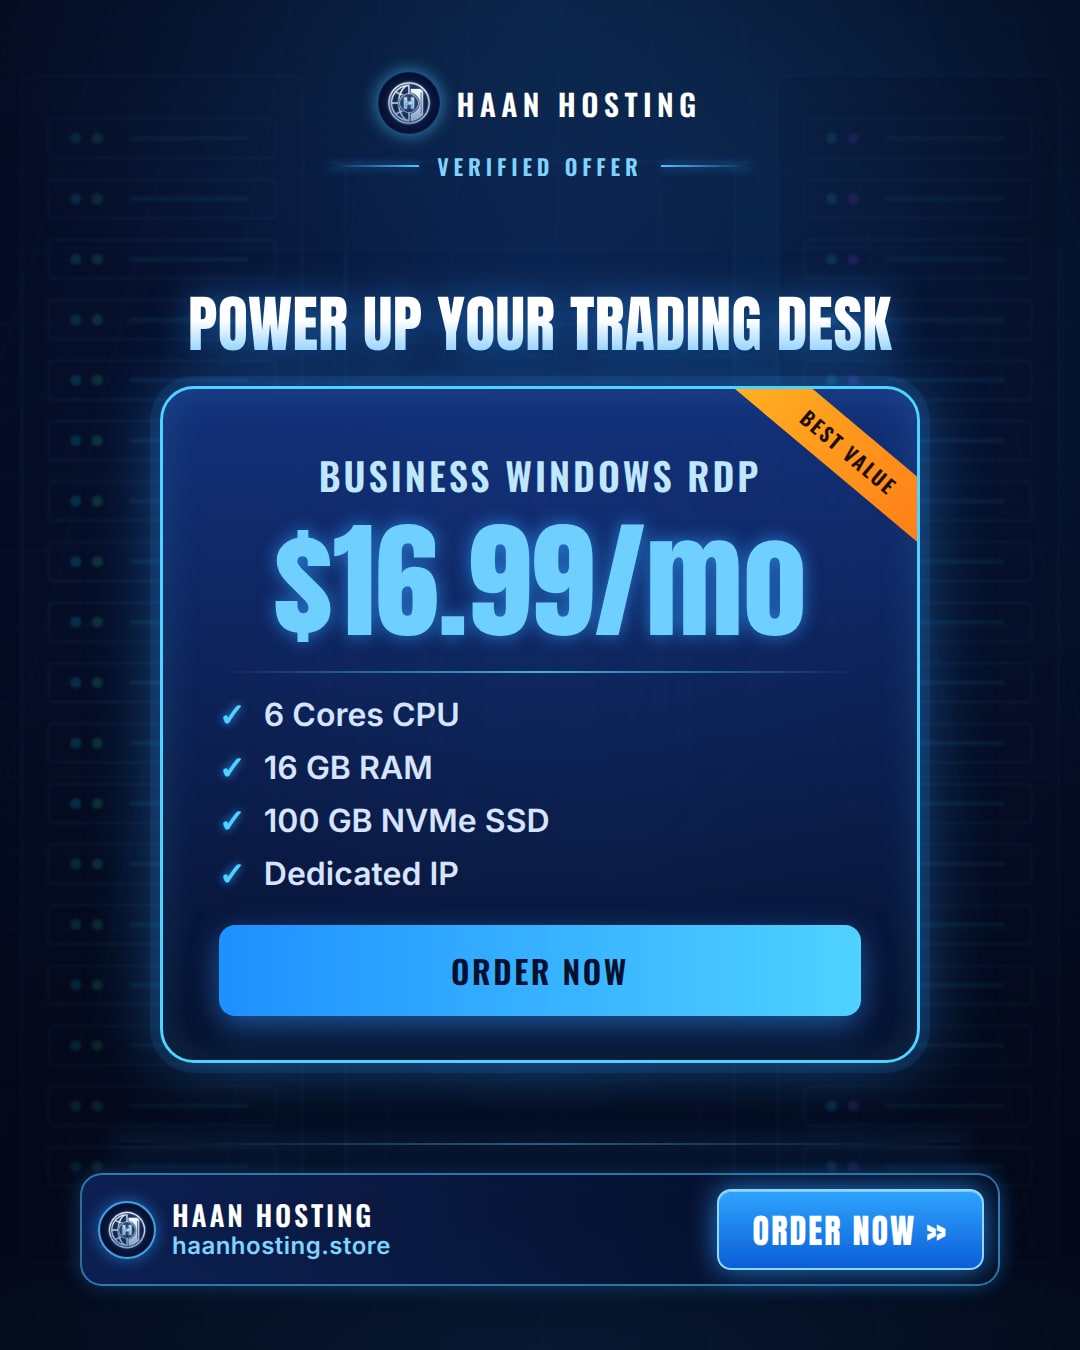 HAAN HOSTING
VERIFIED OFFER
POWER UP YOUR TRADING DESK
BEST VALUE
BUSINESS WINDOWS RDP
$16.99/mo
✓ 6 Cores CPU
✓ 16 GB RAM
✓ 100 GB NVMe SSD
✓ Dedicated IP
ORDER NOW
HAAN HOSTING
haanhosting.store
ORDER NOW »